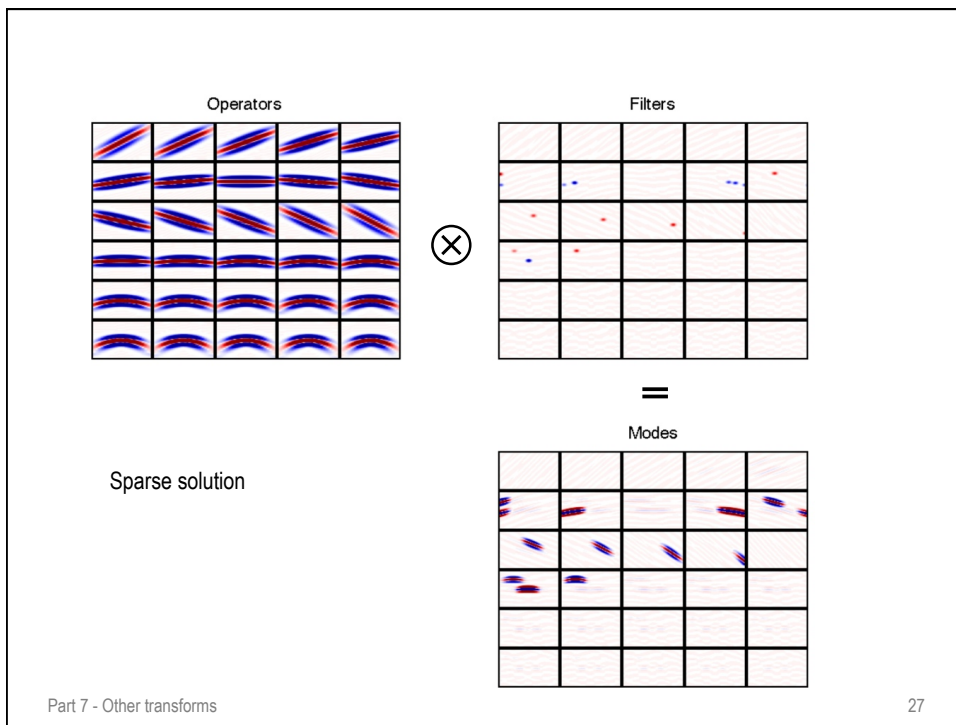 Operators
Filters
⊗
=
Modes
Sparse solution
Part 7 - Other transforms
27